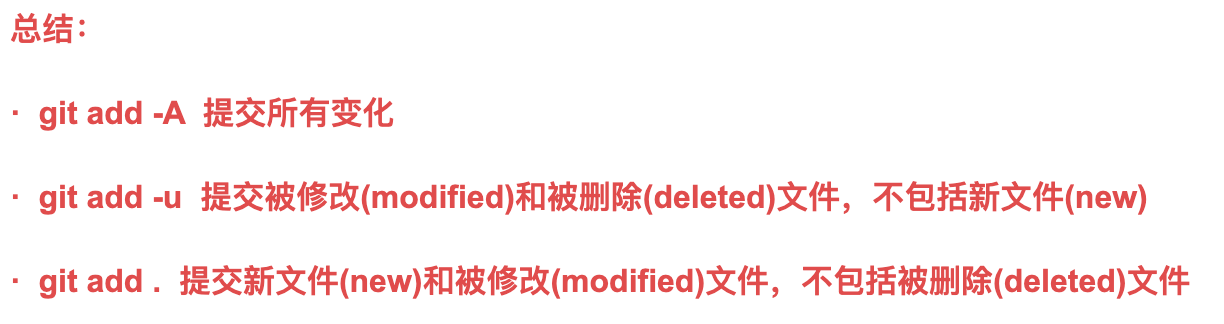 总结：
· git add -A 提交所有变化
· git add -u 提交被修改(modified)和被删除(deleted)文件，不包括新文件(new)
· git add . 提交新文件(new)和被修改(modified)文件，不包括被删除(deleted)文件